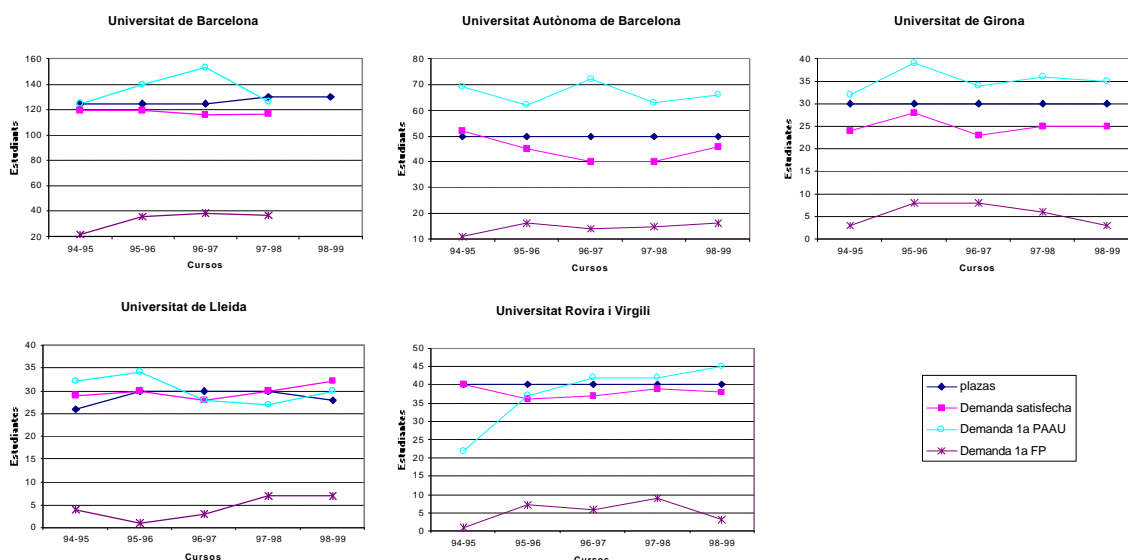 Universitat de Barcelona
Estudiantes
160
140
120
100
80
60
40
20
94-95 95-96 96-97 97-98 98-99
Cursos
Universitat Autònoma de Barcelona
Estudiantes
80
70
60
50
40
30
20
10
94-95 95-96 96-97 97-98 98-99
Cursos
Universitat de Girona
Estudiantes
40
35
30
25
20
15
10
5
0
94-95 95-96 96-97 97-98 98-99
Cursos
Universitat de Lleida
Estudiantes
40
35
30
25
20
15
10
5
0
94-95 95-96 96-97 97-98 98-99
Cursos
Universitat Rovira i Virgili
Estudiantes
50
45
40
35
30
25
20
15
10
5
0
94-95 95-96 96-97 97-98 98-99
Cursos
plazas
Demanda satisfecha
Demanda 1a PAAU
Demanda 1a FP